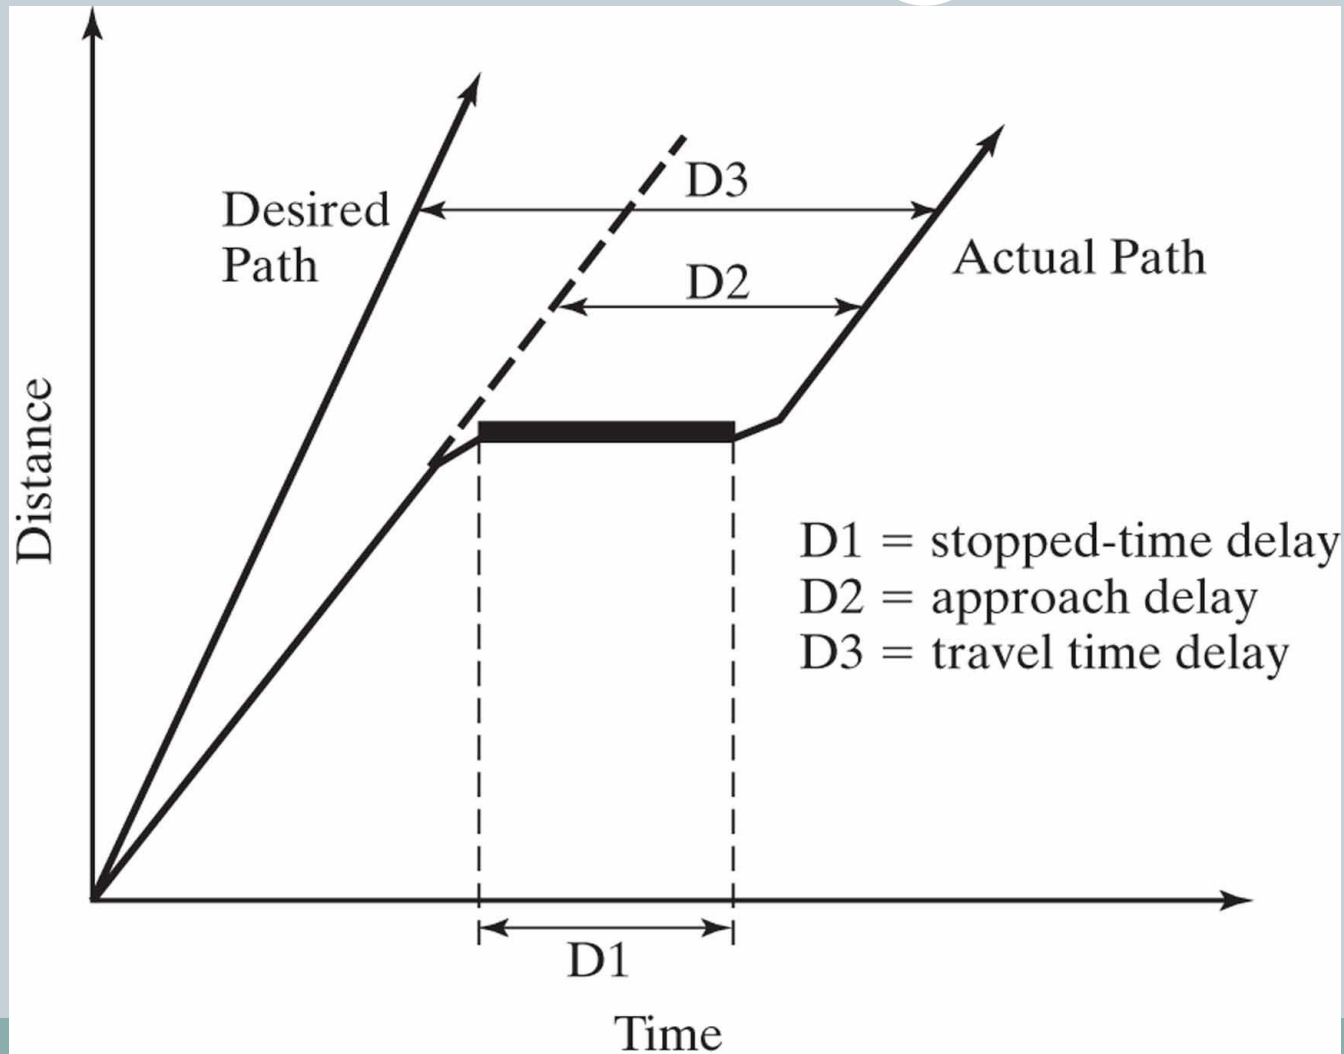 D3
Desired
Path
Actual Path
D2
Distance
D1 = stopped-time delay
D2 = approach delay
D3 = travel time delay
D1
Time